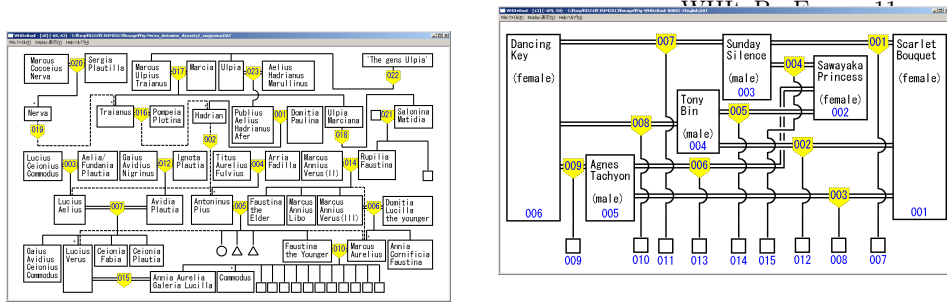 Marcus
Cocceius
Nerva
020
Sergia
Plautilla
Marcus
Ulpius
Traianus
017
Marcia
Ulpia
023
Aelius
Hadrianus
Marullinus
'The gens Ulpia'
022
Nerva
019
Traianus
016
Pompeia
Plotina
Hadrian
002
Publius
Aelius
Hadrianus
Afer
001
Domitia
Paulina
Ulpia
Marciana
018
021
Salonina
Matidia
Lucius
Ceionius
Commodus
003
Aelia/
Fundania
Plautia
Gaius
Avidius
Nigrinus
012
Ignota
Plautia
Titus
Aurelius
Fulvius
004
Arria
Fadilla
Marcus
Annius
Verus(II)
014
Rupilia
Faustina
Lucius
Aelius
007
Avidia
Plautia
Antoninus
Pius
005
Faustina
the
Elder
Marcus
Annius
Libo
Marcus
Annius
Verus(III)
006
Domitia
Lucilla
the younger
Gaius
Avidius
Ceionius
Commodus
Lucius
Verus
Ceionia
Fabia
Ceionia
Plautia
015
Annia Aurelia
Galeria Lucilla
Commodus
Faustina
the Younger
010
Marcus
Aurelius
Annia
Cornificia
Faustina
Dancing
Key
(female)
006
007
Sunday
Silence
(male)
003
001
Scarlet
Bouquet
(female)
001
004
Sawayaka
Princess
(female)
002
Tony
Bin
(male)
004
005
008
002
009
Agnes
Tachyon
(male)
005
006
003
009
010
011
013
014
015
012
008
007